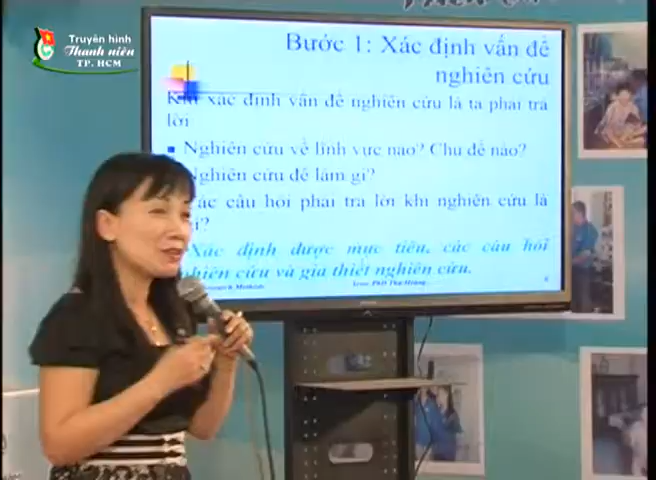 Truyền hình
Thanh niên
TP. HCM
Bước 1: Xác định vấn đề
nghiên cứu
Khi xác định vấn đề nghiên cứu là ta phải trả
lời
Nghiên cứu về lĩnh vực nào? Chủ đề nào?
Nghiên cứu để làm gì?
các câu hỏi phải trả lời khi nghiên cứu là
gì?
Xác định được mục tiêu, các câu hỏi
nghiên cứu và giả thiết nghiên cứu.